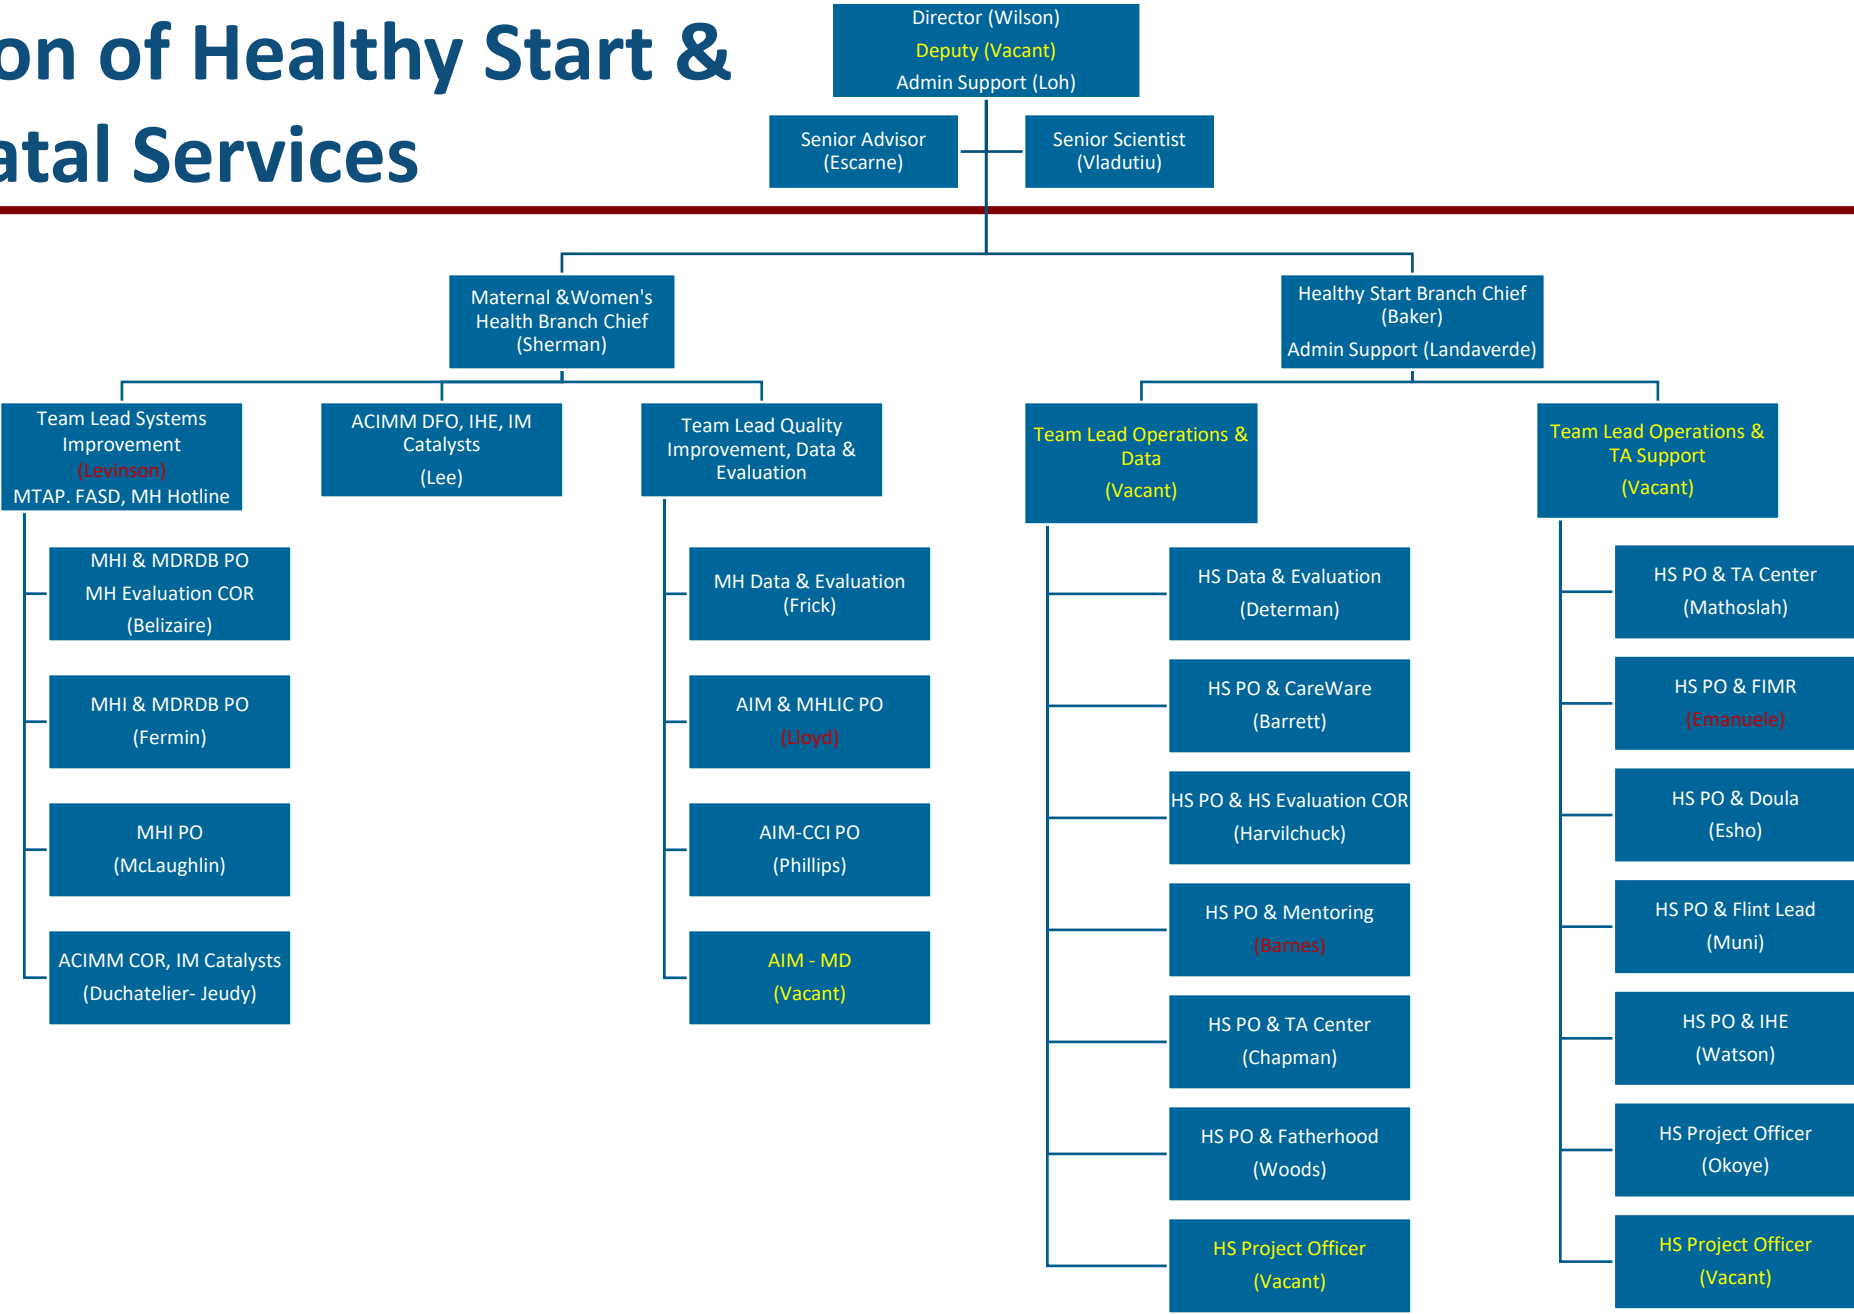 on of Healthy Start &
atal Services
Director (Wilson)
Deputy (Vacant)
Admin Support (Loh)
Senior Advisor
(Escarne)
Senior Scientist
(Vladutiu)
Maternal &Women's
Health Branch Chief
(Sherman)
Healthy Start Branch Chief
(Baker)
Admin Support (Landaverde)
Team Lead Systems
Improvement
(Levinson)
MTAP. FASD, MH Hotline
ACIMM DFO, IHE, IM
Catalysts
(Lee)
Team Lead Quality
Improvement, Data &
Evaluation
Team Lead Operations &
Data
(Vacant)
Team Lead Operations &
TA Support
(Vacant)
MHI & MDRDB PO
MH Evaluation COR
(Belizaire)
MHI & MDRDB PO
(Fermin)
MHI PO
(McLaughlin)
ACIMM COR, IM Catalysts
(Duchatelier- Jeudy)
MH Data & Evaluation
(Frick)
AIM & MHLIC PO
(Lloyd)
AIM-CCI PO
(Phillips)
AIM - MD
(Vacant)
HS Data & Evaluation
(Determan)
HS PO & CareWare
(Barrett)
HS PO & HS Evaluation COR
(Harvilchuck)
HS PO & Mentoring
(Barnes)
HS PO & TA Center
(Chapman)
HS PO & Fatherhood
(Woods)
HS Project Officer
(Vacant)
HS PO & TA Center
(Mathoslah)
HS PO & FIMR
(Emanuele)
HS PO & Doula
(Esho)
HS PO & Flint Lead
(Muni)
HS PO & IHE
(Watson)
HS Project Officer
(Okoye)
HS Project Officer
(Vacant)